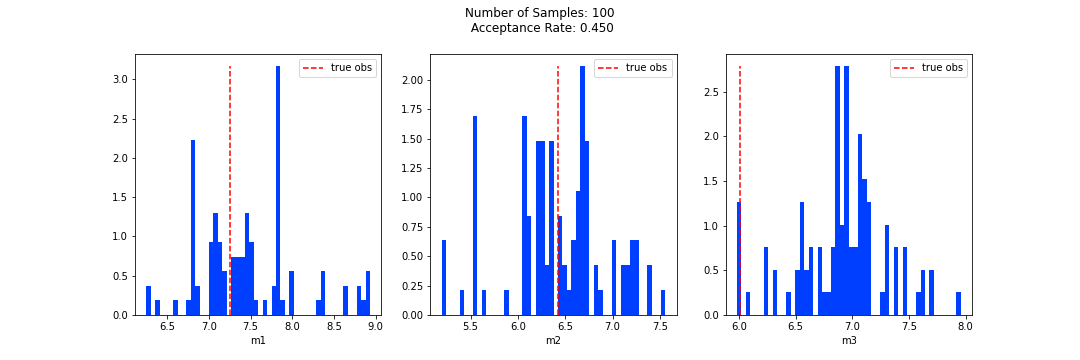 Number of Samples: 100
Acceptance Rate: 0.450
true obs
3.0
2.5
2.0
1.5
1.0
0.5
0.0
6.5 7.0 7.5 8.0 8.5 9.0
m1
true obs
2.00
1.75
1.50
1.25
1.00
0.75
0.50
0.25
0.00
5.5 6.0 6.5 7.0 7.5
m2
true obs
2.5
2.0
1.5
1.0
0.5
0.0
6.0 6.5 7.0 7.5 8.0
m3